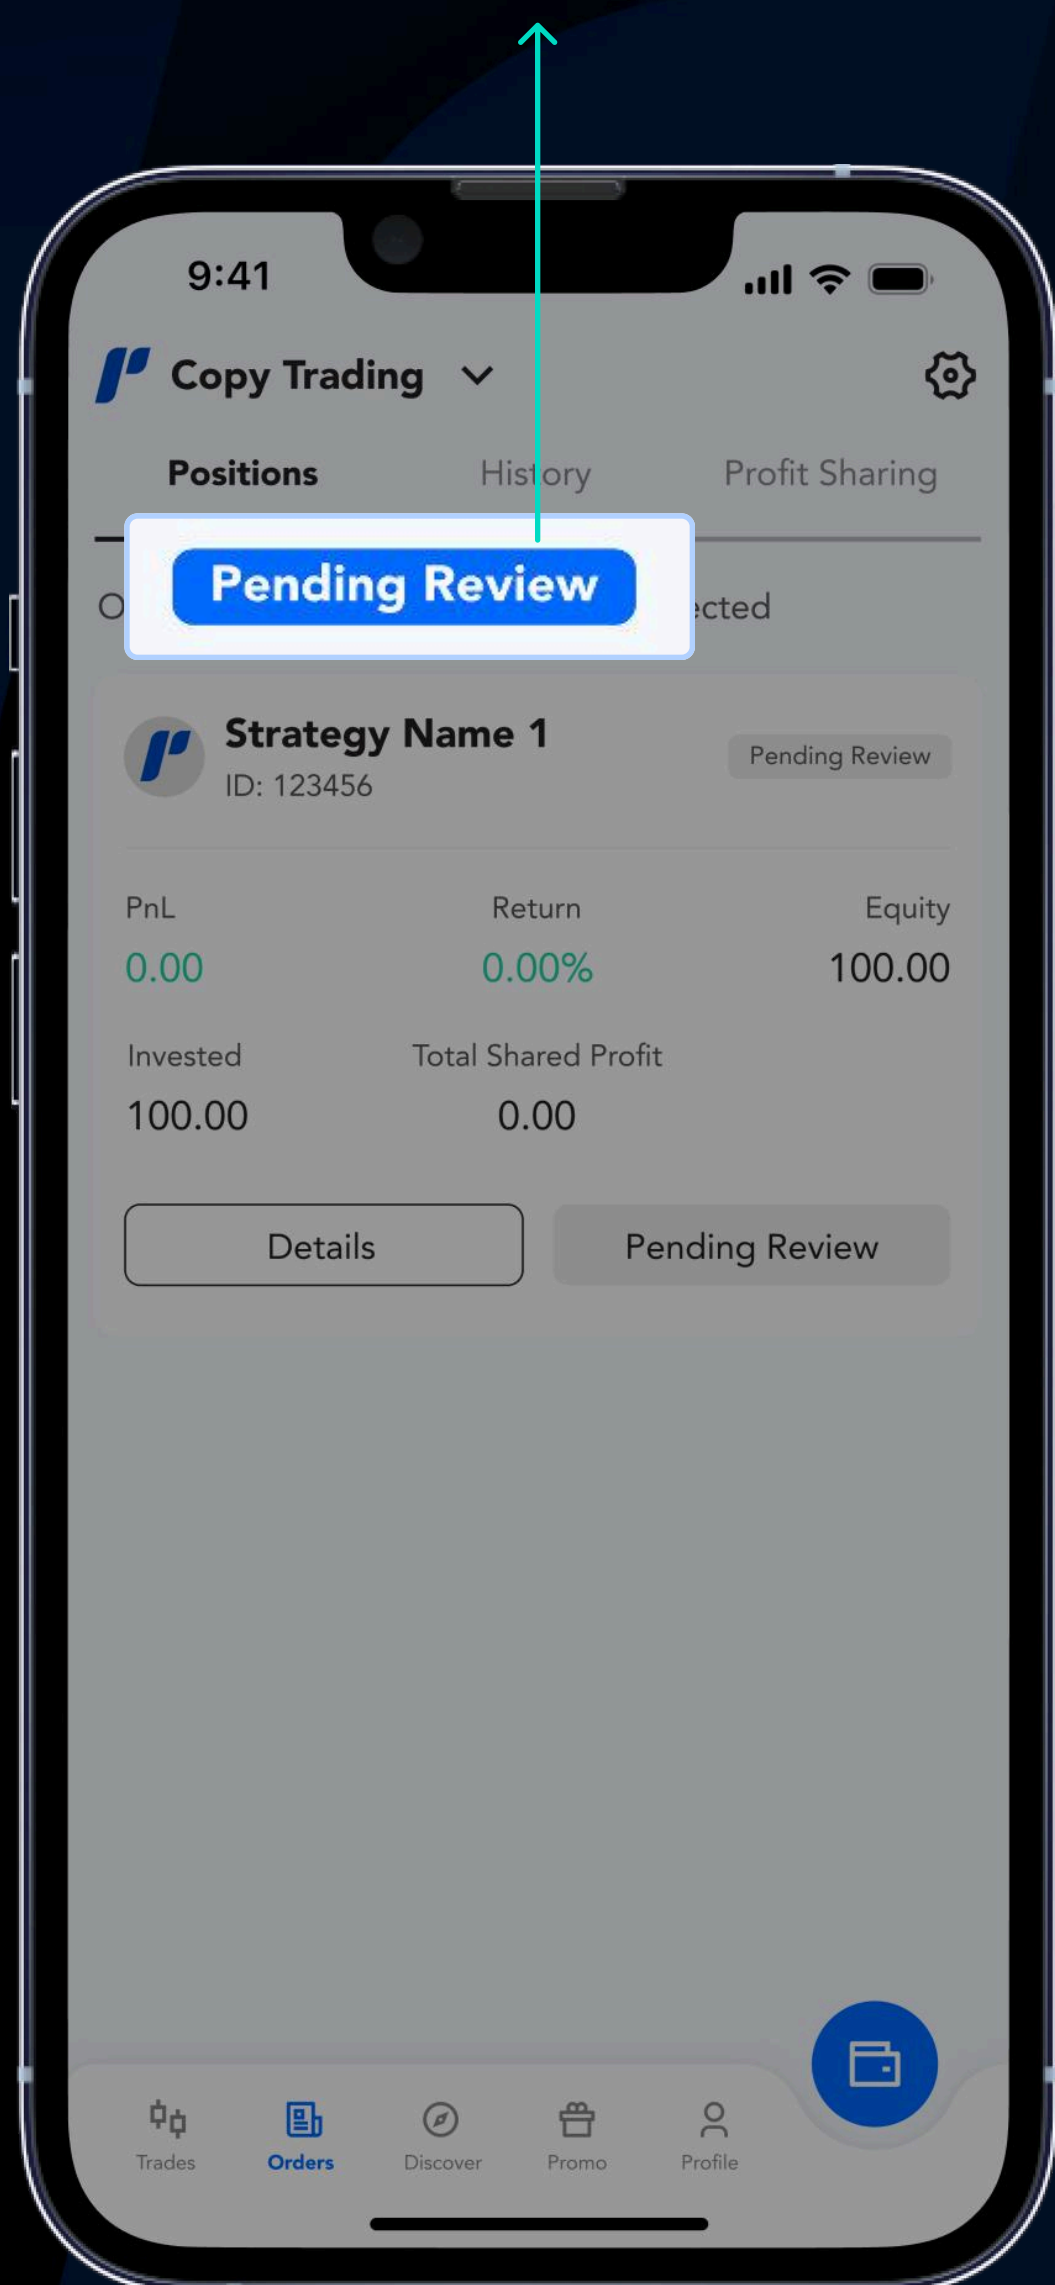 9:41
Copy Trading
Positions History Profit Sharing
Pending Review
Strategy Name 1
ID: 123456
Pending Review
PnL Return Equity
0.00 0.00% 100.00
Invested Total Shared Profit
100.00 0.00
Details Pending Review
Trades Orders Discover Promo Profile